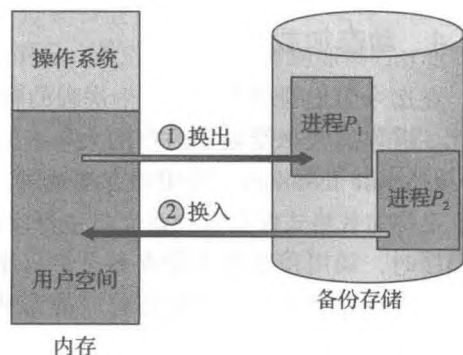 操作系统
进程P1
① 换出
进程P2
② 换入
用户空间
备份存储
内存